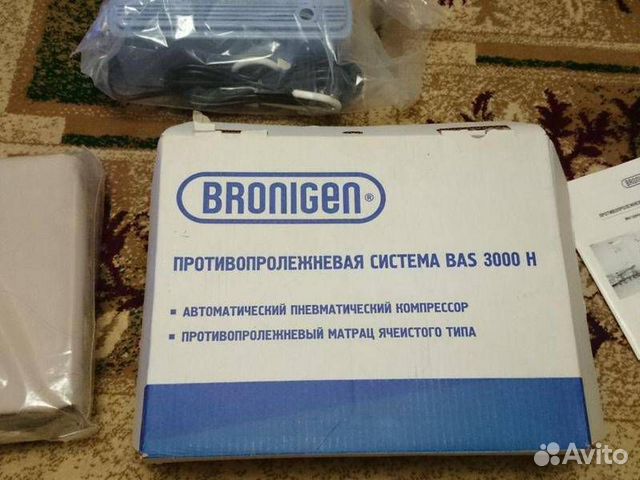 BRONIGEN®
ПРОТИВОПРОЛЕЖНЕВАЯ СИСТЕМА BAS 3000 H
▪ АВТОМАТИЧЕСКИЙ ПНЕВМАТИЧЕСКИЙ КОМПРЕССОР
▪ ПРОТИВОПРОЛЕЖНЕВЫЙ МАТРАЦ ЯЧЕИСТОГО ТИПА
Avito